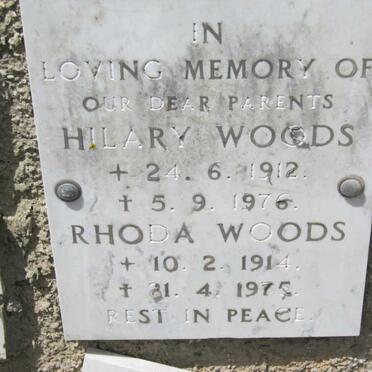 IN
LOVING MEMORY OF
OUR DEAR PARENTS
HILARY WOODS
+ 24. 6. 1912.
† 5. 9. 1976.
RHODA WOODS
+ 10. 2. 1914.
† 11. 4. 1975.
REST IN PEACE.